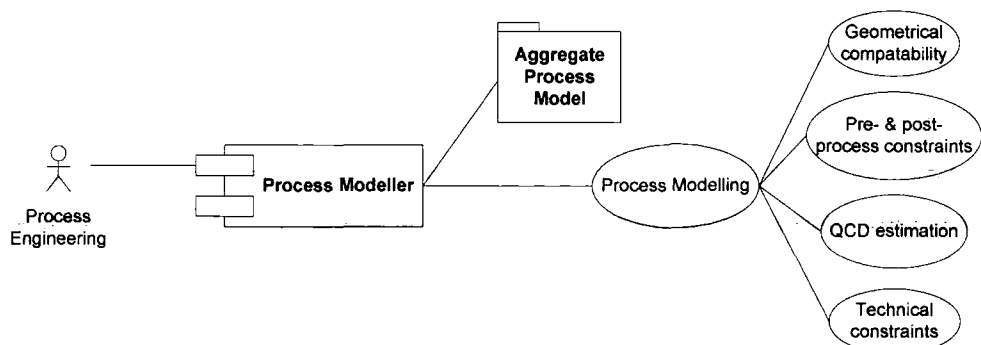 Geometrical
compatability
Aggregate
Process
Model
Pre- & post-
process constraints
Process Modeller
Process Modelling
Process
Engineering
QCD estimation
Technical
constraints